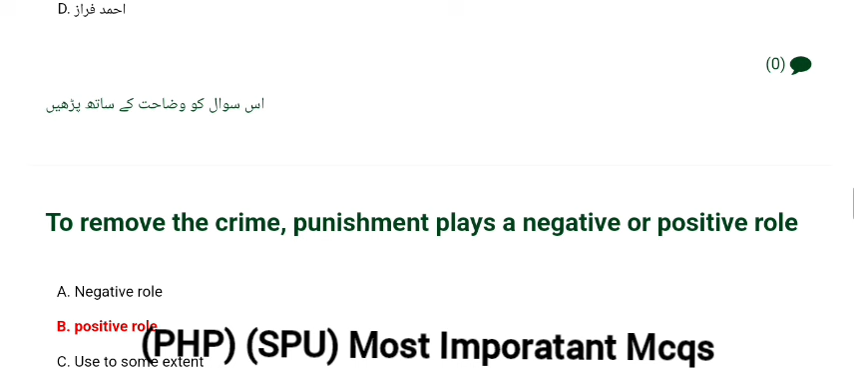 D. احمد فراز
(0)
اس سوال کو وضاحت کے ساتھ پڑھیں
To remove the crime, punishment plays a negative or positive role
A. Negative role
B. positive role
(PHP) (SPU) Most Imporatant Mcqs
C. Use to some extent